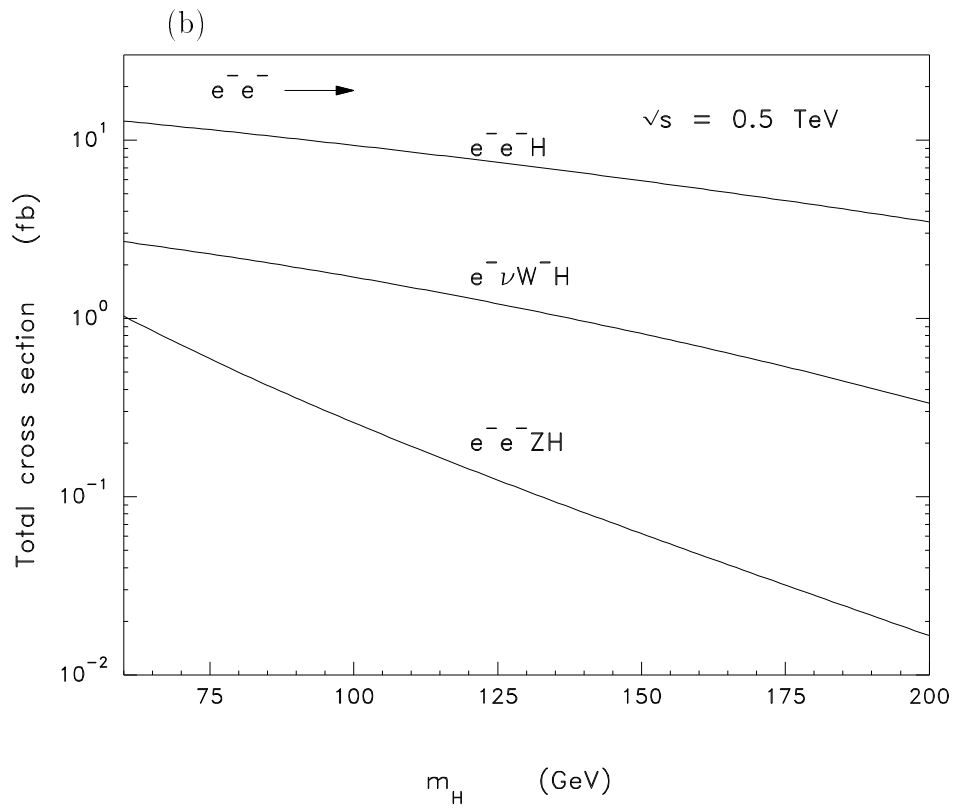 (b)
e⁻e⁻ →
√s = 0.5 TeV
e⁻e⁻H
e⁻νW⁻H
e⁻e⁻ZH
Total cross section (fb)
10¹
10⁰
10⁻¹
10⁻²
75 100 125 150 175 200
m_H (GeV)